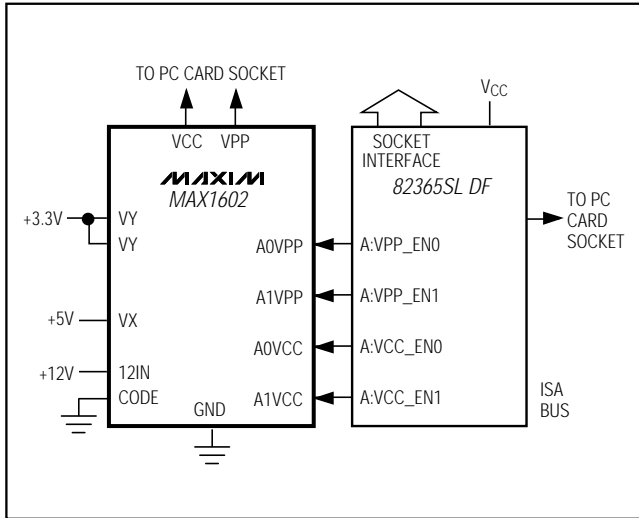 TO PC CARD SOCKET
VCC VPP
MAXIM
MAX1602
+3.3V VY
VY
+5V VX
+12V 12IN
CODE
GND
A0VPP
A1VPP
A0VCC
A1VCC
VCC
SOCKET
INTERFACE
82365SL DF
A:VPP_EN0
A:VPP_EN1
A:VCC_EN0
A:VCC_EN1
TO PC
CARD
SOCKET
ISA
BUS